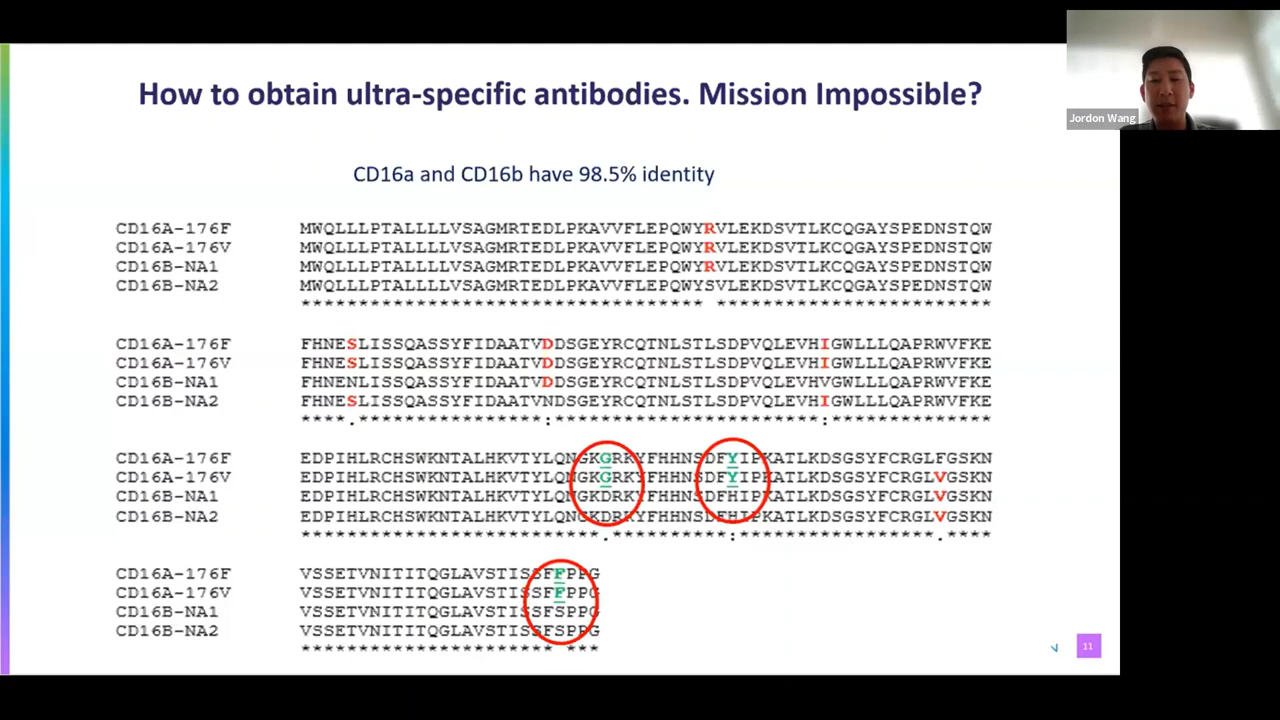 How to obtain ultra-specific antibodies. Mission Impossible?
Jordon Wang
CD16a and CD16b have 98.5% identity
CD16A-176F MWQLLLPTALLLLVSAGMRTEDLPKAVVFLEPQWYRVLEKDSVTLKCQGAYSPEDNSTQW
CD16A-176V MWQLLLPTALLLLVSAGMRTEDLPKAVVFLEPQWYRVLEKDSVTLKCQGAYSPEDNSTQW
CD16B-NA1 MWQLLLPTALLLLVSAGMRTEDLPKAVVFLEPQWYRVLEKDSVTLKCQGAYSPEDNSTQW
CD16B-NA2 MWQLLLPTALLLLVSAGMRTEDLPKAVVFLEPQWYSVLEKDSVTLKCQGAYSPEDNSTQW
*********************************** ************************
CD16A-176F FHNESLISSQASSYFIDAATVDDSGEYRCQTNLSTLSDPVQLEVHIGWLLLQAPRWVFKE
CD16A-176V FHNESLISSQASSYFIDAATVDDSGEYRCQTNLSTLSDPVQLEVHIGWLLLQAPRWVFKE
CD16B-NA1 FHNENLISSQASSYFIDAATVDDSGEYRCQTNLSTLSDPVQLEVHVGWLLLQAPRWVFKE
CD16B-NA2 FHNESLISSQASSYFIDAATVNDSGEYRCQTNLSTLSDPVQLEVHIGWLLLQAPRWVFKE
****.****************:***********************:**************
CD16A-176F EDPIHLRCHSWKNTALHKVTYLQNGKGRKYFHHNSDFYIPKATLKDSGSYFCRGLFGSKN
CD16A-176V EDPIHLRCHSWKNTALHKVTYLQNGKGRKYFHHNSDFYIPKATLKDSGSYFCRGLVGSKN
CD16B-NA1 EDPIHLRCHSWKNTALHKVTYLQNGKDRKYFHHNSDFHIPKATLKDSGSYFCRGLVGSKN
CD16B-NA2 EDPIHLRCHSWKNTALHKVTYLQNGKDRKYFHHNSDFHIPKATLKDSGSYFCRGLVGSKN
**************************.**********:*****************.****
CD16A-176F VSSETVNITITQGLAVSTISSFFPPG
CD16A-176V VSSETVNITITQGLAVSTISSFFPPG
CD16B-NA1 VSSETVNITITQGLAVSTISSFSPPG
CD16B-NA2 VSSETVNITITQGLAVSTISSFSPPG
********************** ***
11